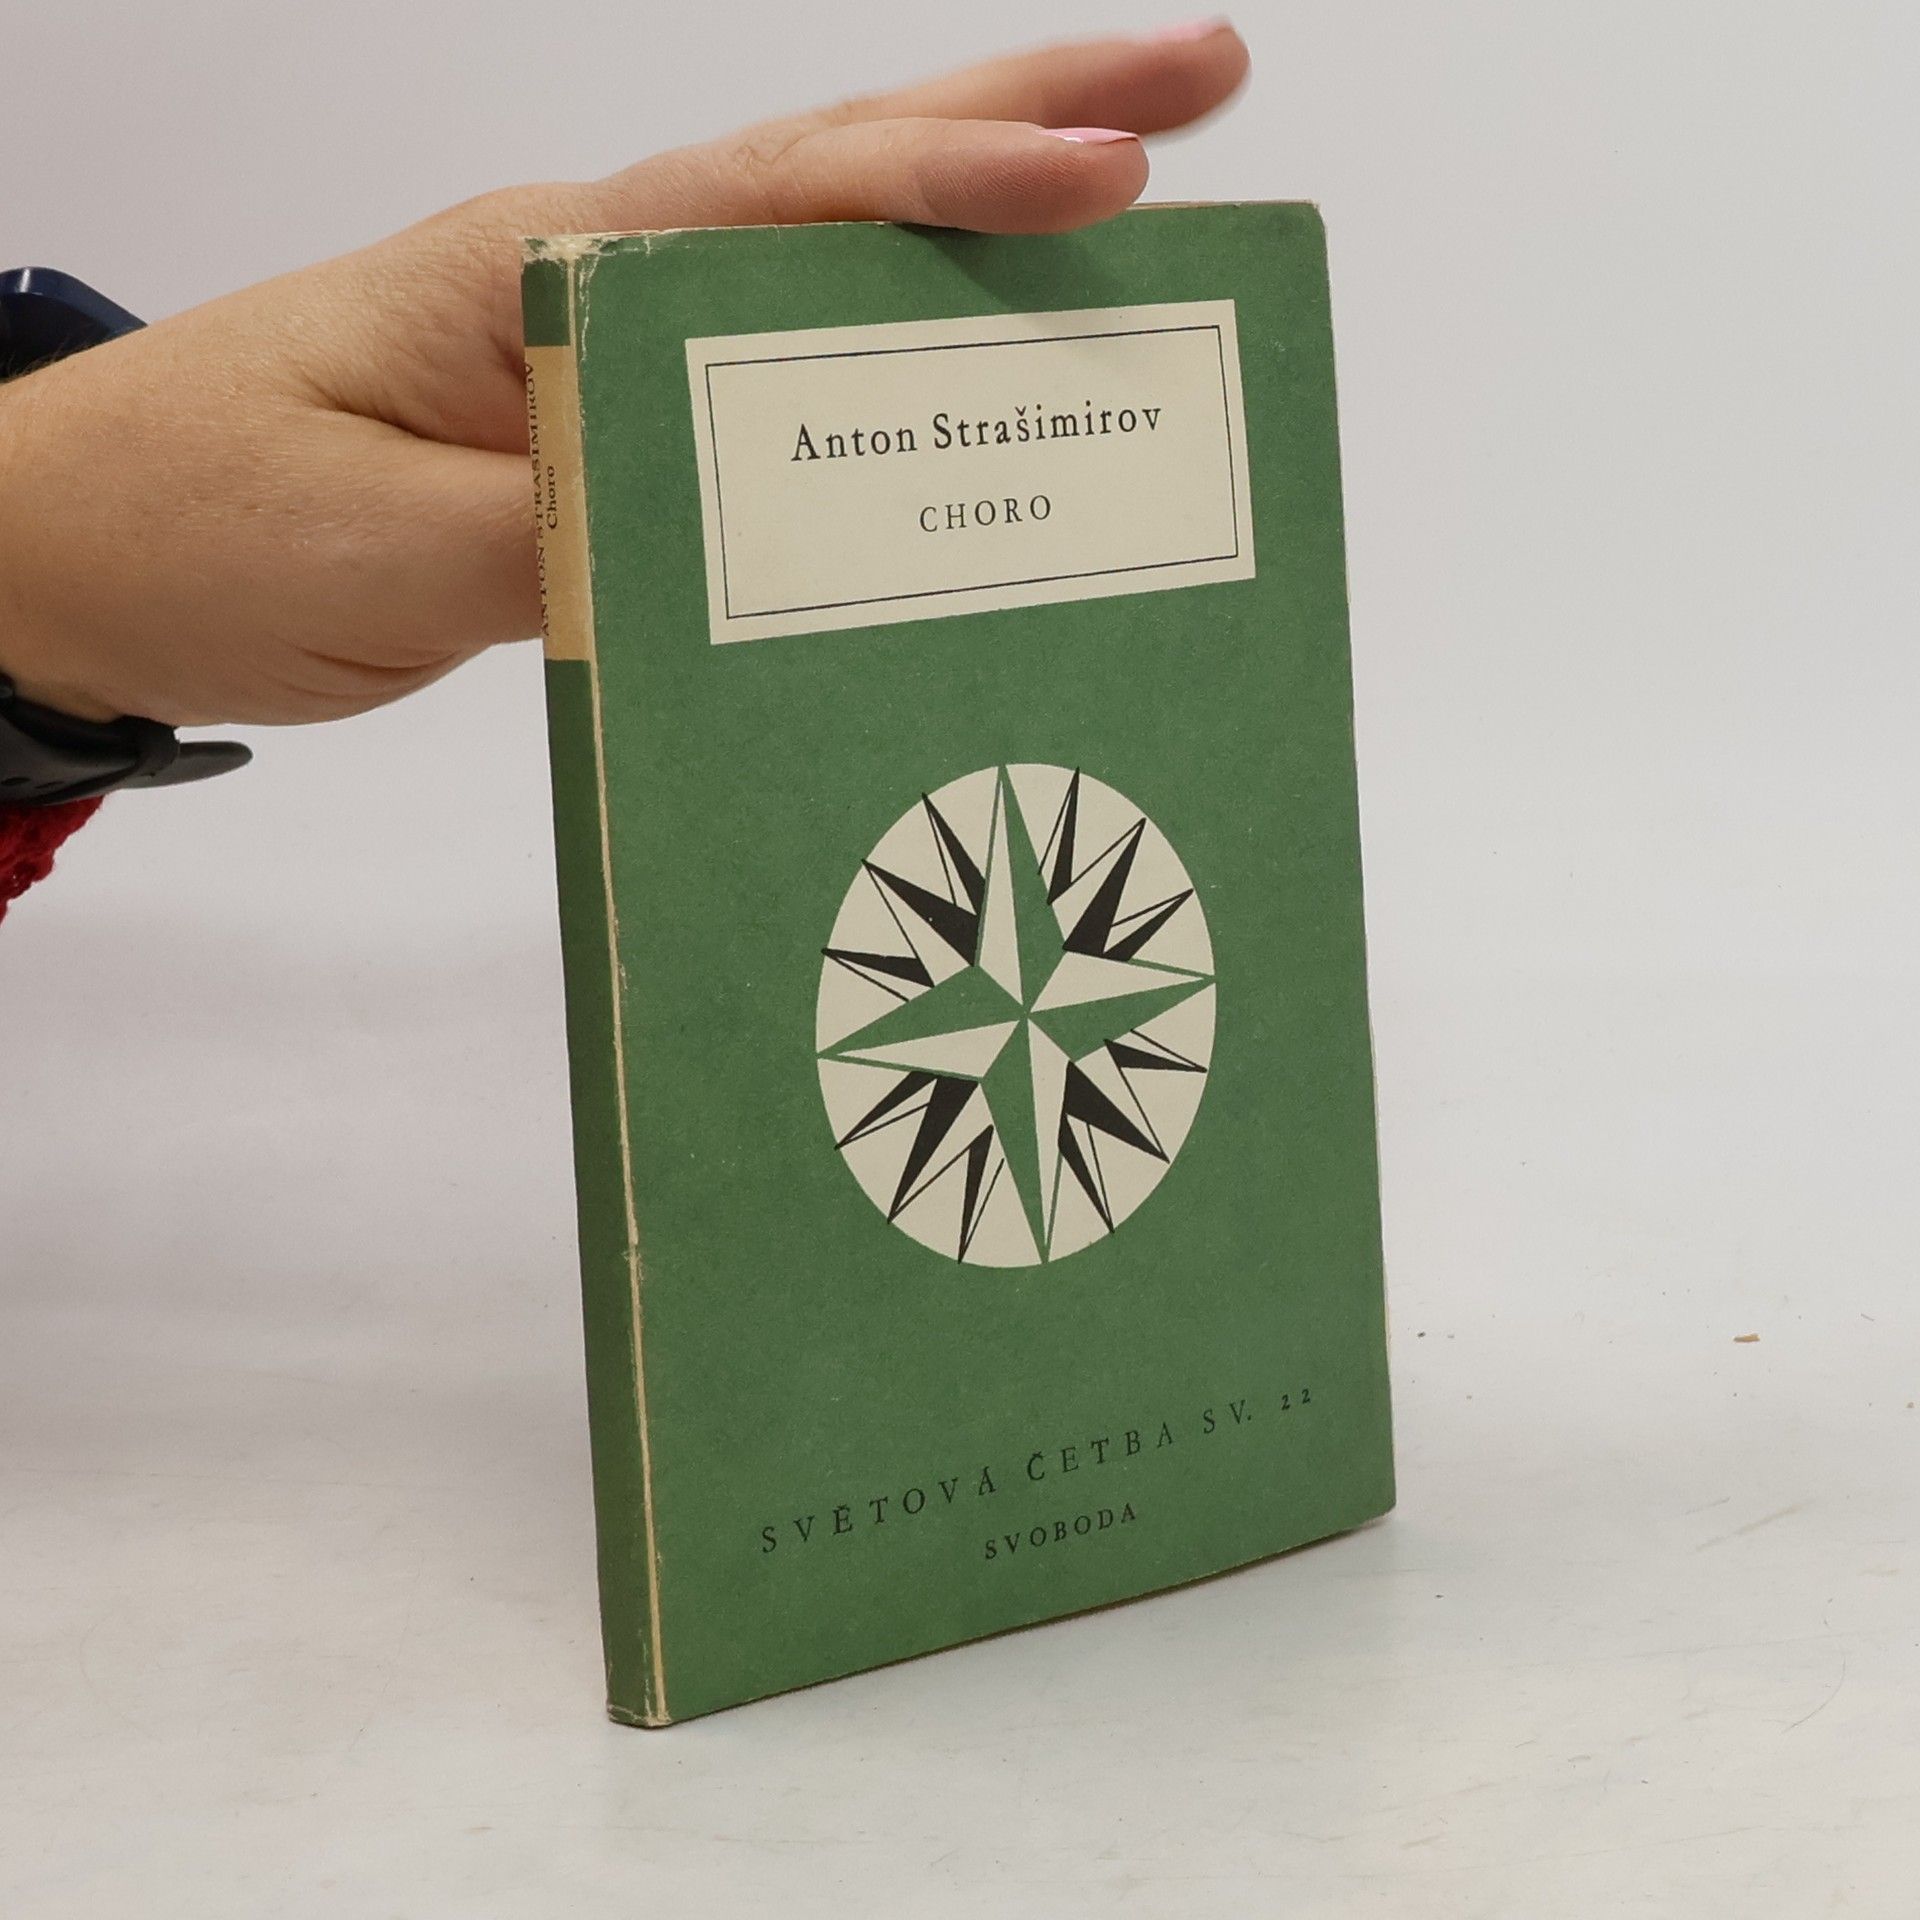 Anton Strašimirov
CHORO
SVĚTOVÁ ČETBA SV. 22
SVOBODA
ANTON STRAŠIMIROV
Choro